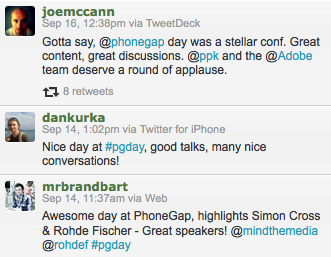 joemccann
Sep 16, 12:38pm via TweetDeck
Gotta say, @phonegap day was a stellar conf. Great
content, great discussions. @ppk and the @Adobe
team deserve a round of applause.
8 retweets
dankurka
Sep 14, 1:02pm via Twitter for iPhone
Nice day at #pgday, good talks, many nice
conversations!
mrbrandbart
Sep 14, 11:37am via Web
Awesome day at PhoneGap, highlights Simon Cross
& Rohde Fischer - Great speakers! @mindthemedia
@rohdef #pgday